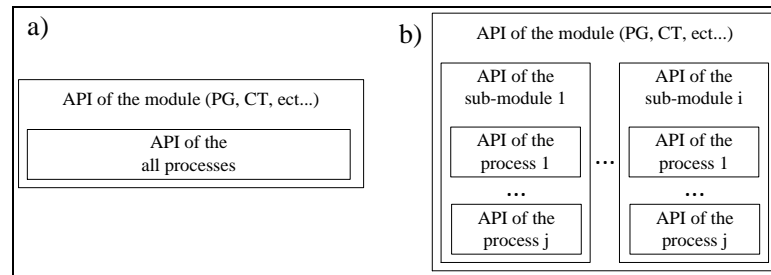 a)
API of the module (PG, CT, ect...)
API of the
all processes
b)
API of the module (PG, CT, ect...)
API of the
sub-module 1
API of the
process 1
...
API of the
process j
...
API of the
sub-module i
API of the
process 1
...
API of the
process j